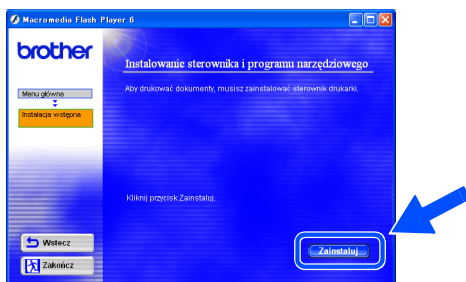 Macromedia Flash Player 6
brother
Instalowanie sterownika i programu narzędziowego
Aby drukować dokumenty, musisz zainstalować sterownik drukarki.
Menu główne
Instalacja wstępna
Kliknij przycisk Zainstaluj.
Wstecz
Zainstaluj
Zakończ